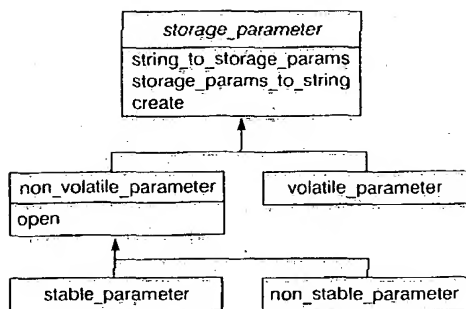 storage_parameter
string_to_storage_params
storage_params_to_string
create
non_volatile_parameter
volatile_parameter
open
stable_parameter
non_stable_parameter